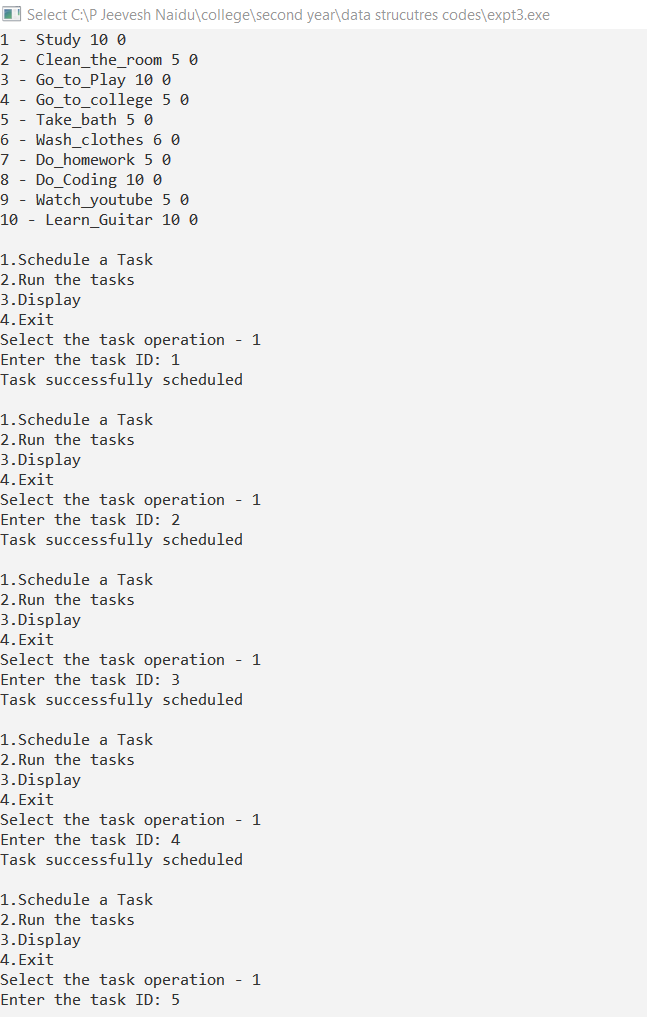 Select C:\P Jeevesh Naidu\college\second year\data strucutres codes\expt3.exe
1 - Study 10 0
2 - Clean_the_room 5 0
3 - Go_to_Play 10 0
4 - Go_to_college 5 0
5 - Take_bath 5 0
6 - Wash_clothes 6 0
7 - Do_homework 5 0
8 - Do_Coding 10 0
9 - Watch_youtube 5 0
10 - Learn_Guitar 10 0

1.Schedule a Task
2.Run the tasks
3.Display
4.Exit
Select the task operation - 1
Enter the task ID: 1
Task successfully scheduled

1.Schedule a Task
2.Run the tasks
3.Display
4.Exit
Select the task operation - 1
Enter the task ID: 2
Task successfully scheduled

1.Schedule a Task
2.Run the tasks
3.Display
4.Exit
Select the task operation - 1
Enter the task ID: 3
Task successfully scheduled

1.Schedule a Task
2.Run the tasks
3.Display
4.Exit
Select the task operation - 1
Enter the task ID: 4
Task successfully scheduled

1.Schedule a Task
2.Run the tasks
3.Display
4.Exit
Select the task operation - 1
Enter the task ID: 5